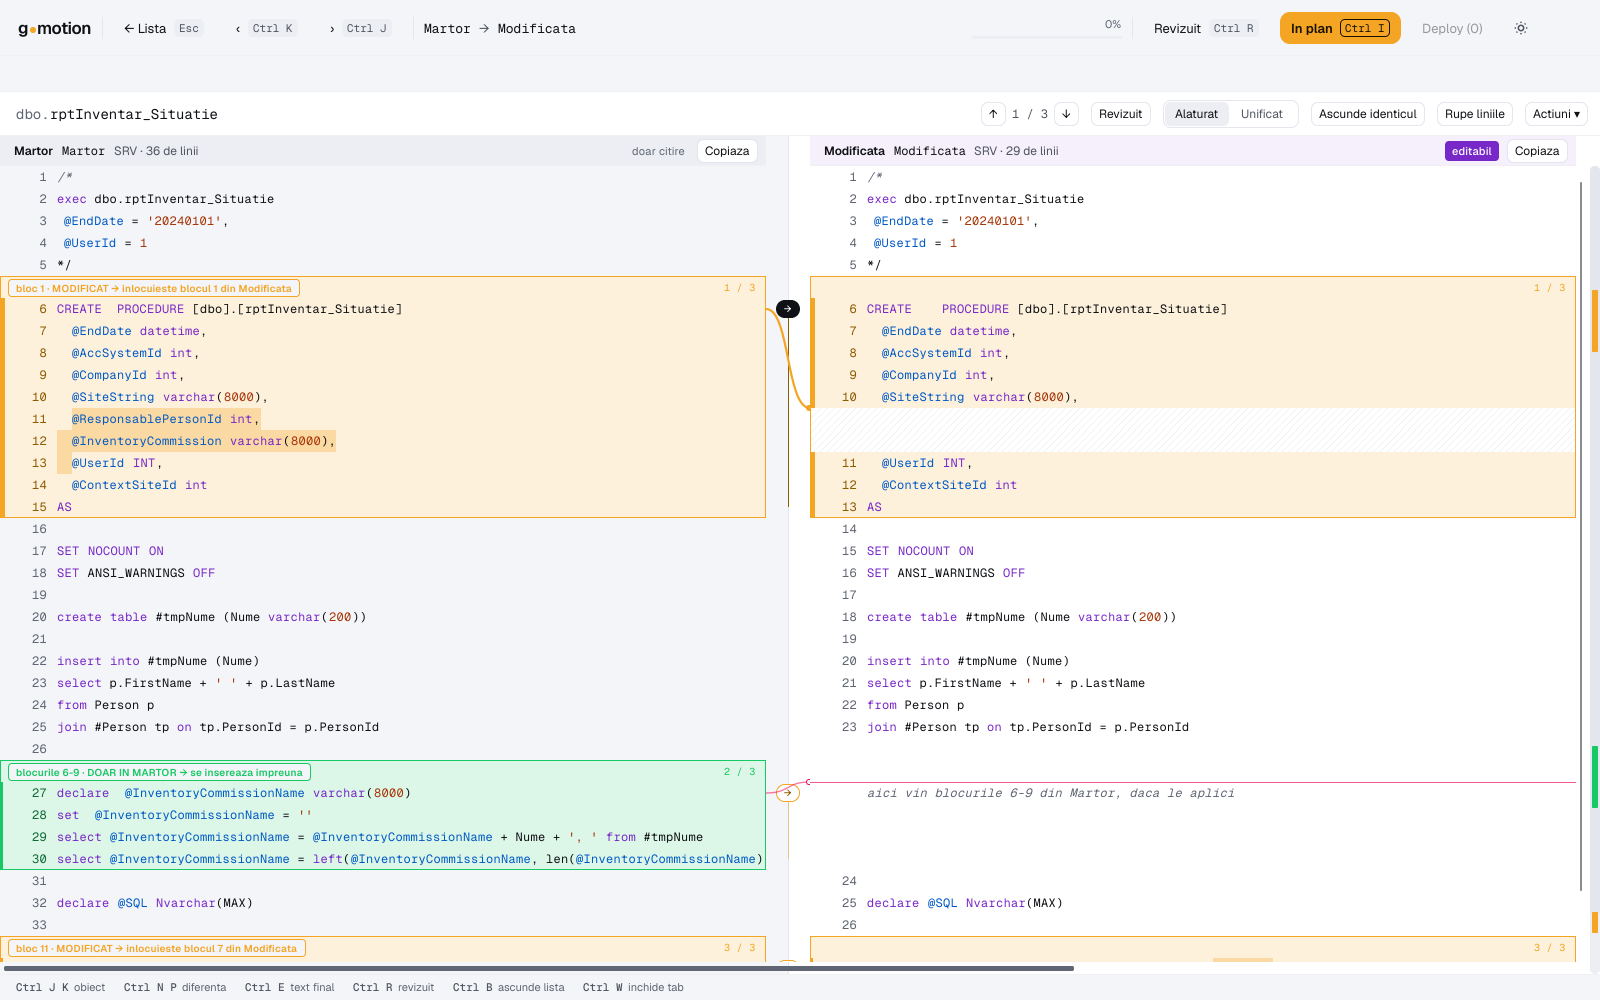 g•motion ← Lista Esc ‹ Ctrl K › Ctrl J Martor → Modificata 0% Revizuit Ctrl R In plan Ctrl I Deploy (0)
dbo.rptInventar_Situatie ↑ 1 / 3 ↓ Revizuit Alaturat Unificat Ascunde identicul Rupe liniile Actiuni ▾
Martor Martor SRV · 36 de linii doar citire Copiaza
1 /*
2 exec dbo.rptInventar_Situatie
3 @EndDate = '20240101',
4 @UserId = 1
5 */
bloc 1 · MODIFICAT → inlocuieste blocul 1 din Modificata 1 / 3
6 CREATE  PROCEDURE [dbo].[rptInventar_Situatie]
7 @EndDate datetime,
8 @AccSystemId int,
9 @CompanyId int,
10 @SiteString varchar(8000),
11 @ResponsablePersonId int,
12 @InventoryCommission varchar(8000),
13 @UserId INT,
14 @ContextSiteId int
15 AS
16
17 SET NOCOUNT ON
18 SET ANSI_WARNINGS OFF
19
20 create table #tmpNume (Nume varchar(200))
21
22 insert into #tmpNume (Nume)
23 select p.FirstName + ' ' + p.LastName
24 from Person p
25 join #Person tp on tp.PersonId = p.PersonId
26
blocurile 6-9 · DOAR IN MARTOR → se insereaza impreuna 2 / 3
27 declare  @InventoryCommissionName varchar(8000)
28 set  @InventoryCommissionName = ''
29 select @InventoryCommissionName = @InventoryCommissionName + Nume + ', ' from #tmpNume
30 select @InventoryCommissionName = left(@InventoryCommissionName, len(@InventoryCommissionName)
31
32 declare @SQL Nvarchar(MAX)
33
bloc 11 · MODIFICAT → inlocuieste blocul 7 din Modificata 3 / 3
→
→
Modificata Modificata SRV · 29 de linii editabil Copiaza
1 /*
2 exec dbo.rptInventar_Situatie
3 @EndDate = '20240101',
4 @UserId = 1
5 */
1 / 3
6 CREATE    PROCEDURE [dbo].[rptInventar_Situatie]
7 @EndDate datetime,
8 @AccSystemId int,
9 @CompanyId int,
10 @SiteString varchar(8000),
11 @UserId INT,
12 @ContextSiteId int
13 AS
14
15 SET NOCOUNT ON
16 SET ANSI_WARNINGS OFF
17
18 create table #tmpNume (Nume varchar(200))
19
20 insert into #tmpNume (Nume)
21 select p.FirstName + ' ' + p.LastName
22 from Person p
23 join #Person tp on tp.PersonId = p.PersonId
aici vin blocurile 6-9 din Martor, daca le aplici
24
25 declare @SQL Nvarchar(MAX)
26
3 / 3
Ctrl J K obiect Ctrl N P diferenta Ctrl E text final Ctrl R revizuit Ctrl B ascunde lista Ctrl W inchide tab